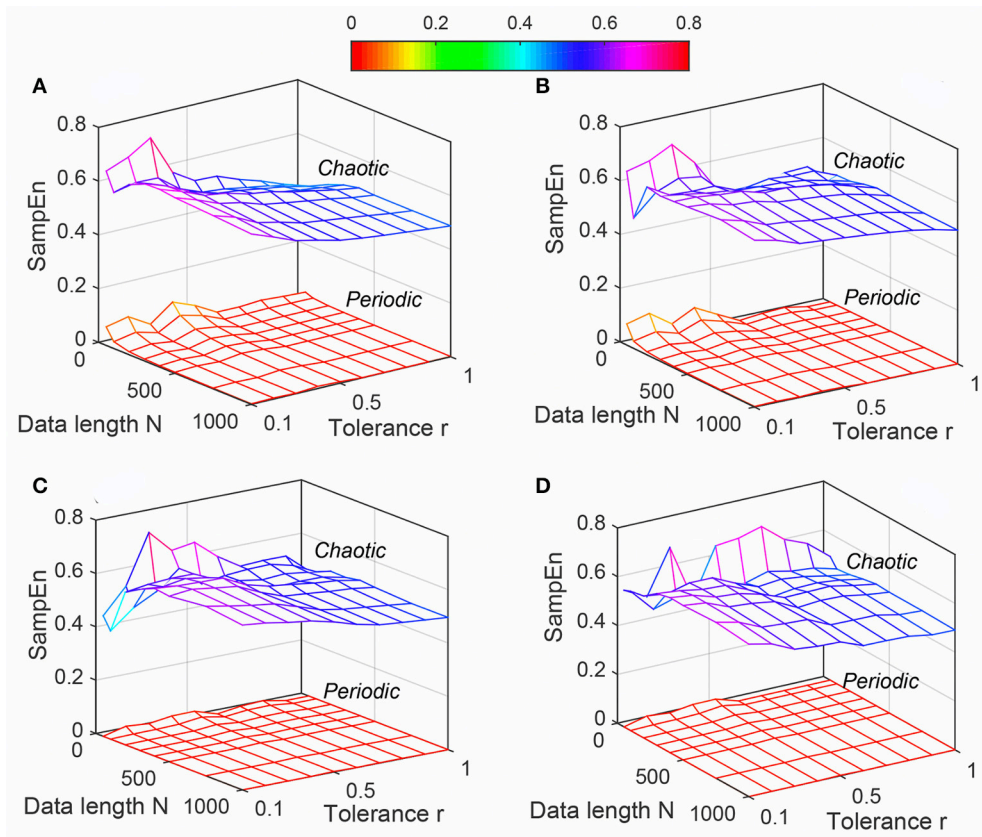 0 0.2 0.4 0.6 0.8
A
0.8
0.6
0.4
0.2
0
SampEn
Chaotic
Periodic
0
500
1000
Data length N
0.1
0.5
1
Tolerance r
B
0.8
0.6
0.4
0.2
0
SampEn
Chaotic
Periodic
0
500
1000
Data length N
0.1
0.5
1
Tolerance r
C
0.8
0.6
0.4
0.2
0
SampEn
Chaotic
Periodic
0
500
1000
Data length N
0.1
0.5
1
Tolerance r
D
0.8
0.6
0.4
0.2
0
SampEn
Chaotic
Periodic
0
500
1000
Data length N
0.1
0.5
1
Tolerance r